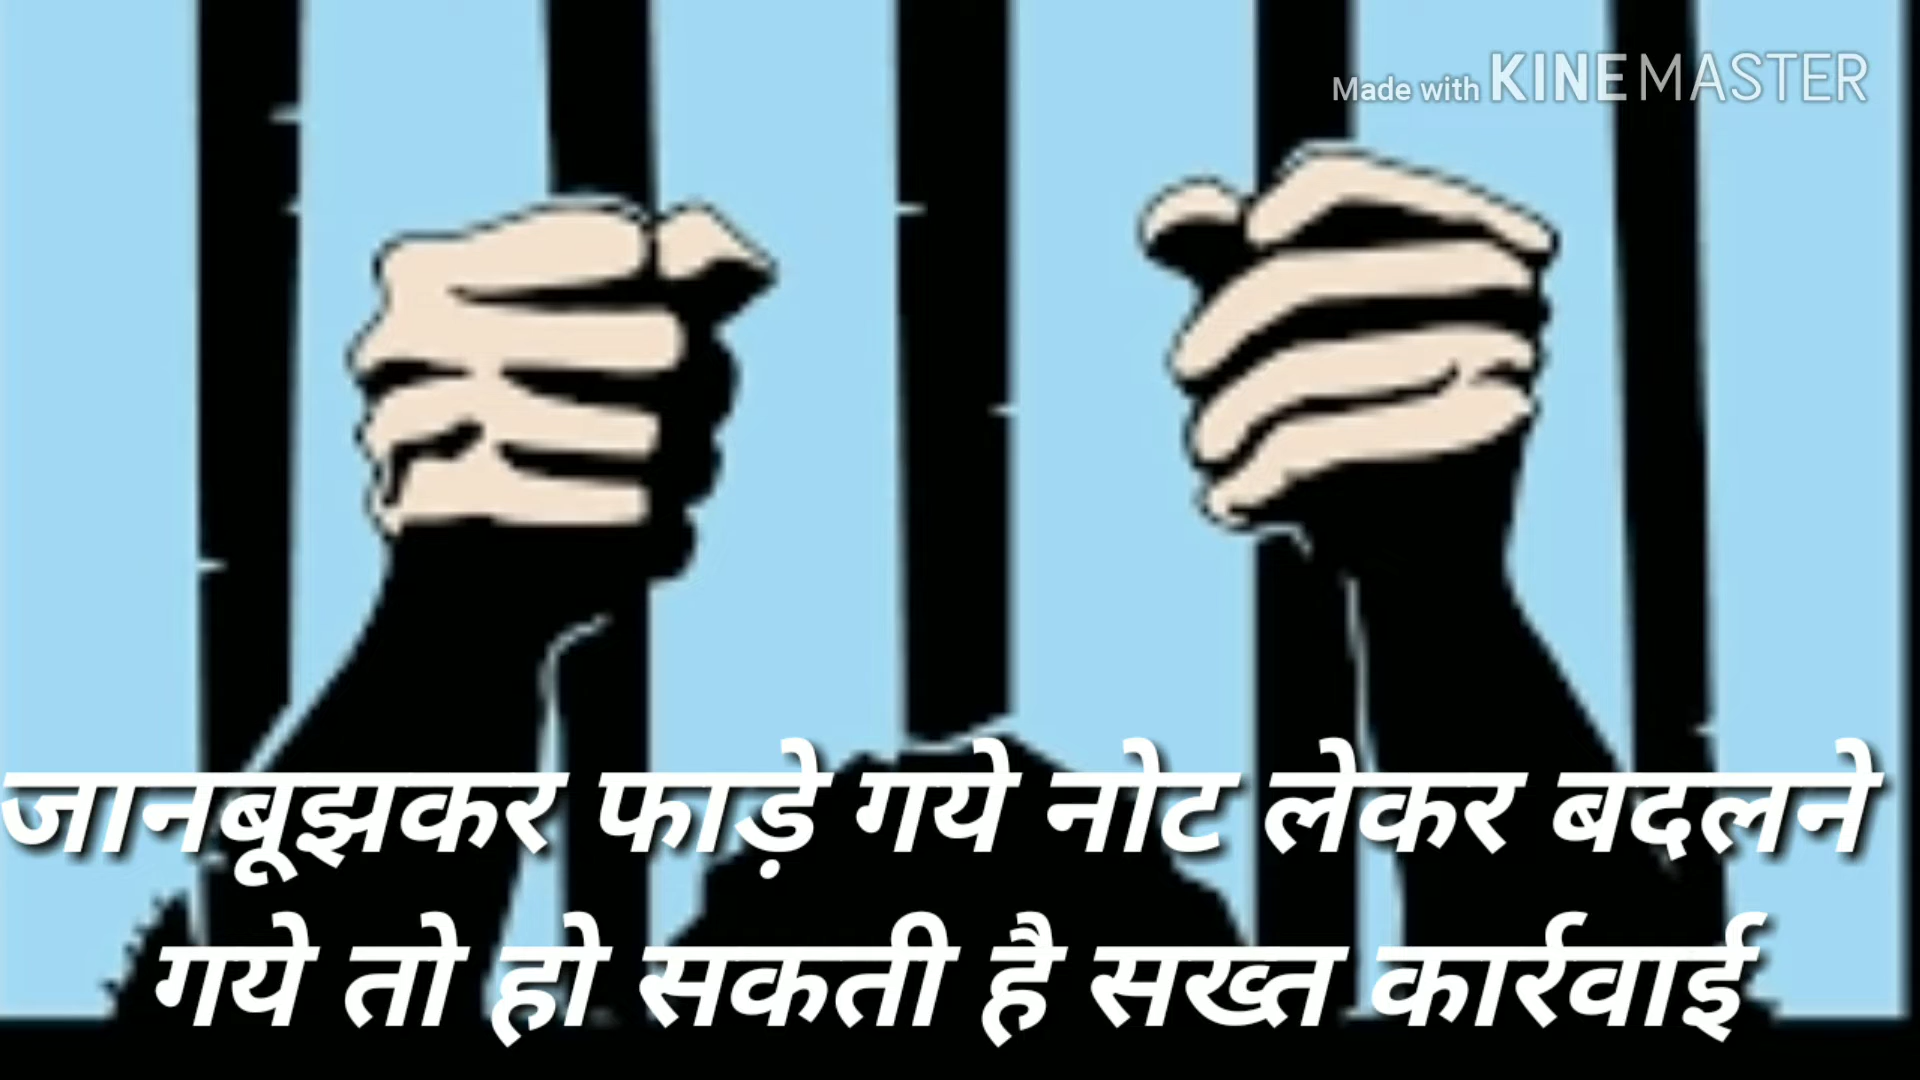 Made with KINEMASTER
जानबूझकर फाड़े गये नोट लेकर बदलने
गये तो हो सकती है सख्त कार्रवाई